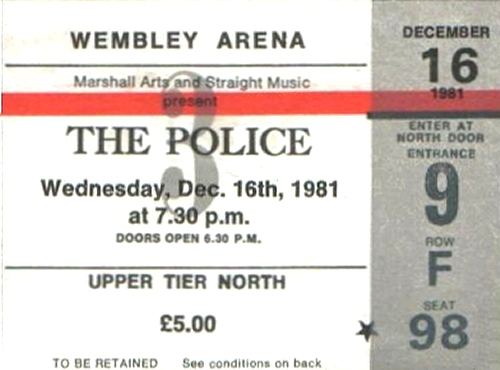 WEMBLEY ARENA
Marshall Arts and Straight Music
present
3
THE POLICE
Wednesday, Dec. 16th, 1981
at 7.30 p.m.
DOORS OPEN 6.30 P.M.
UPPER TIER NORTH
£5.00
TO BE RETAINED See conditions on back
DECEMBER
16
1981
ENTER AT
NORTH DOOR
ENTRANCE
9
ROW
F
SEAT
98